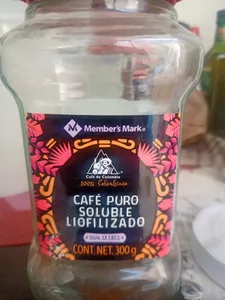 Member's Mark®
Café de Colombia
100% Colombiano
CAFÉ PURO
SOLUBLE
LIOFILIZADO
CONT. NET. 300 g